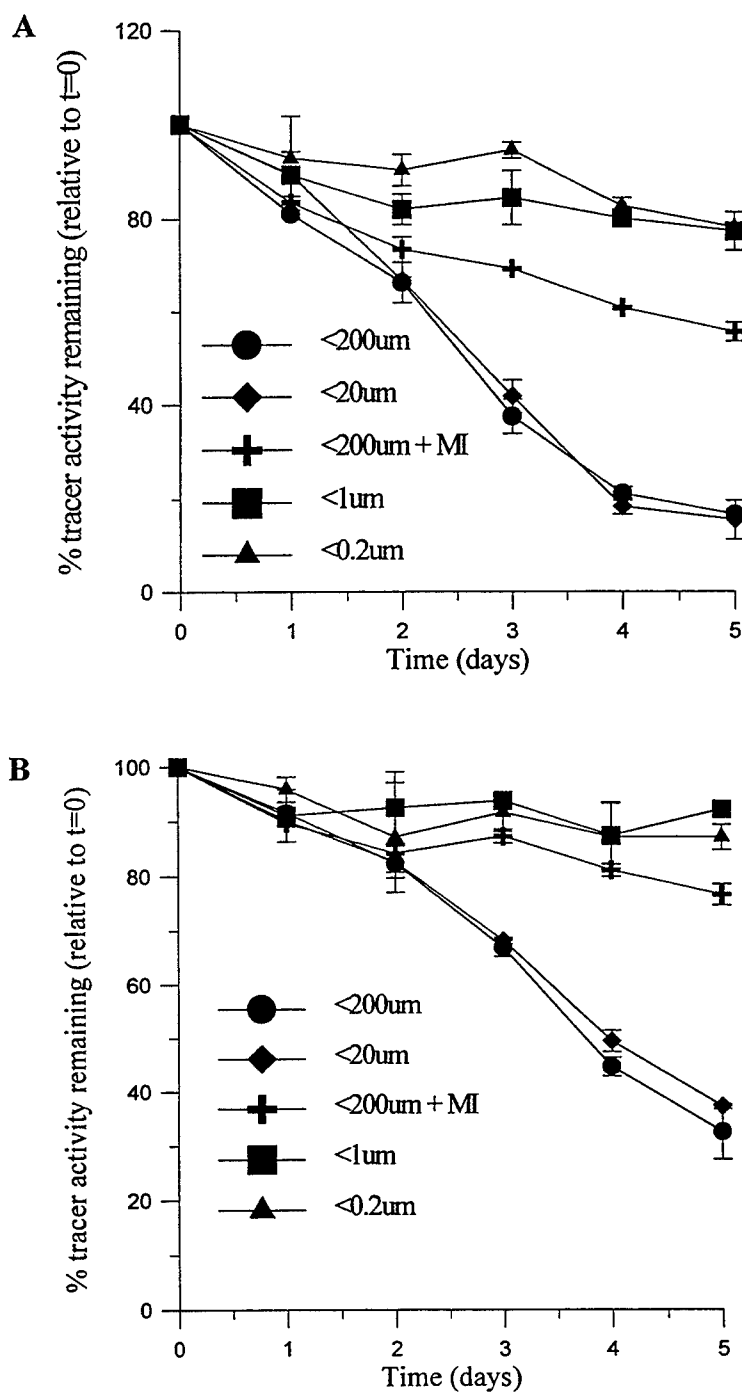 A
120
80
40
0
% tracer activity remaining (relative to t=0)
<200um
<20um
<200um + MI
<1um
<0.2um
0 1 2 3 4 5
Time (days)
B
100
80
60
40
20
0
% tracer activity remaining (relative to t=0)
<200um
<20um
<200um + MI
<1um
<0.2um
0 1 2 3 4 5
Time (days)